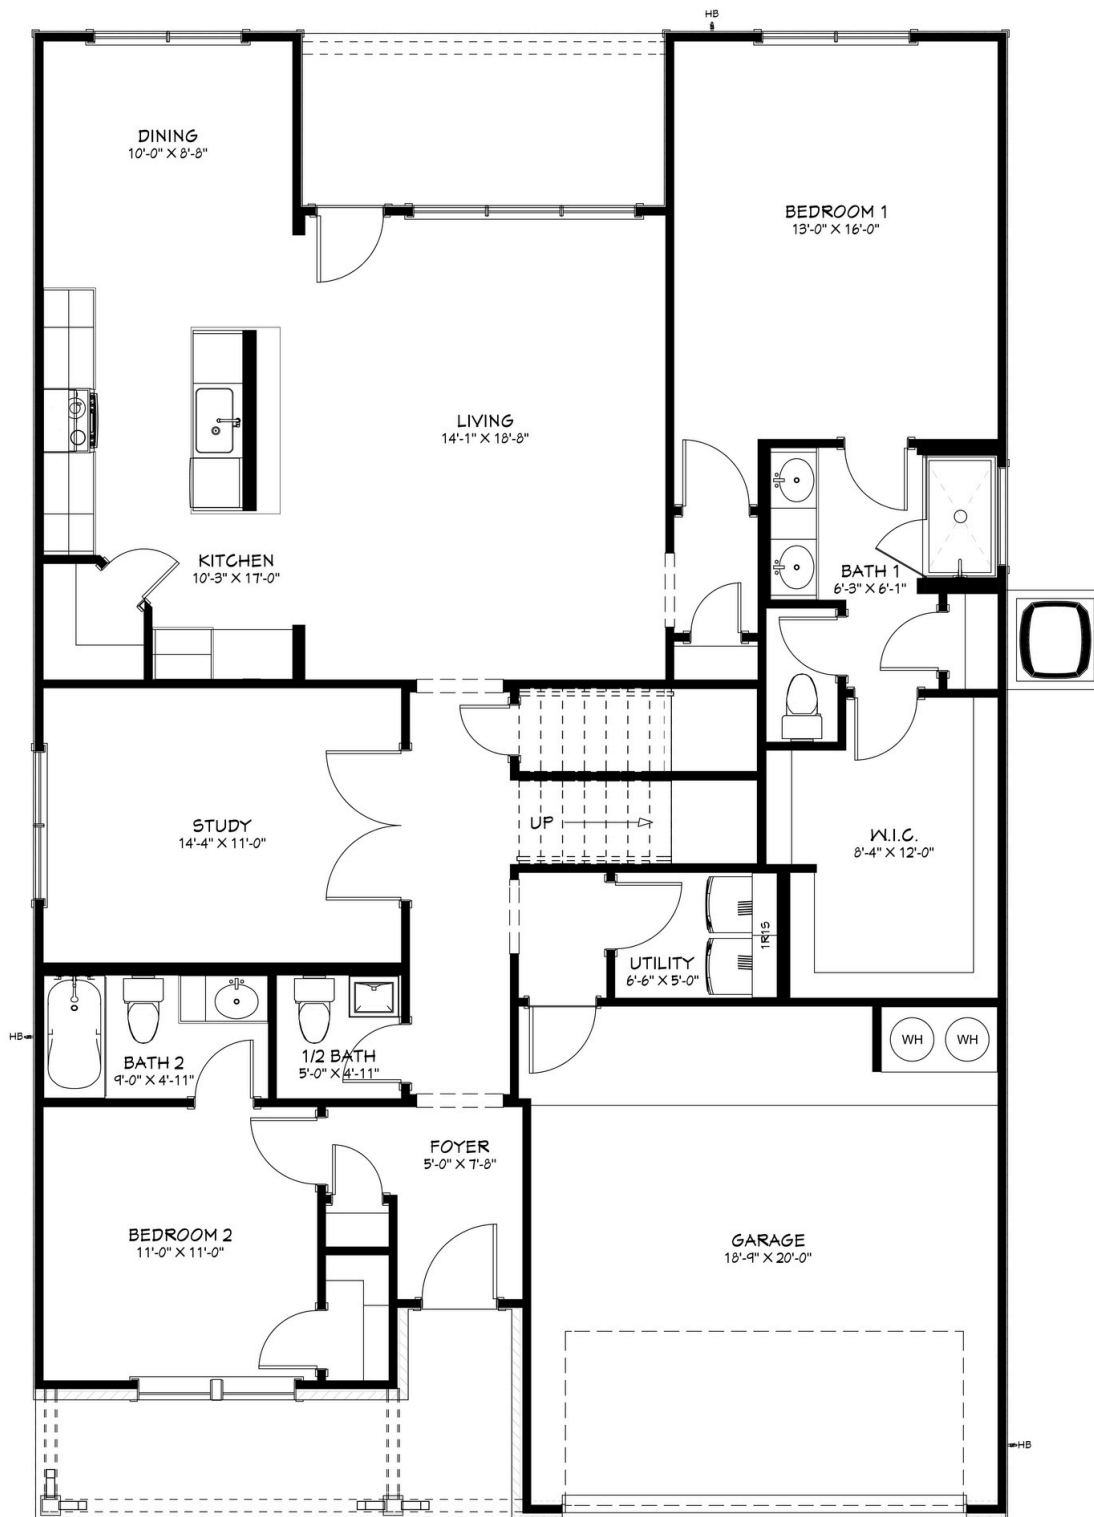 HB
DINING
10'-0" X 8'-8"
BEDROOM 1
13'-0" X 16'-0"
LIVING
14'-1" X 18'-8"
KITCHEN
10'-3" X 17'-0"
BATH 1
6'-3" X 6'-1"
STUDY
14'-4" X 11'-0"
UP
W.I.C.
8'-4" X 12'-0"
UTILITY
6'-6" X 5'-0"
1R1S
HB
BATH 2
9'-0" X 4'-11"
1/2 BATH
5'-0" X 4'-11"
WH
WH
FOYER
5'-0" X 7'-8"
BEDROOM 2
11'-0" X 11'-0"
GARAGE
18'-9" X 20'-0"
HB